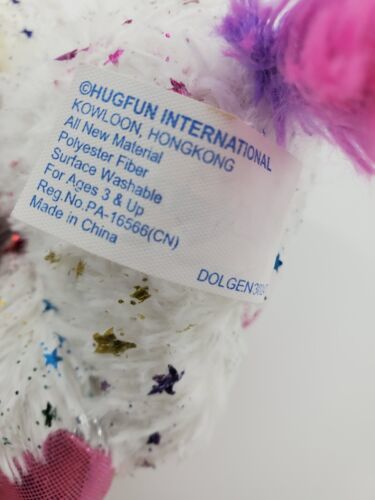 ©HUGFUN INTERNATIONAL
KOWLOON, HONGKONG
All New Material
Polyester Fiber
Surface Washable
For Ages 3 & Up
Reg.No.PA-16566(CN)
Made in China